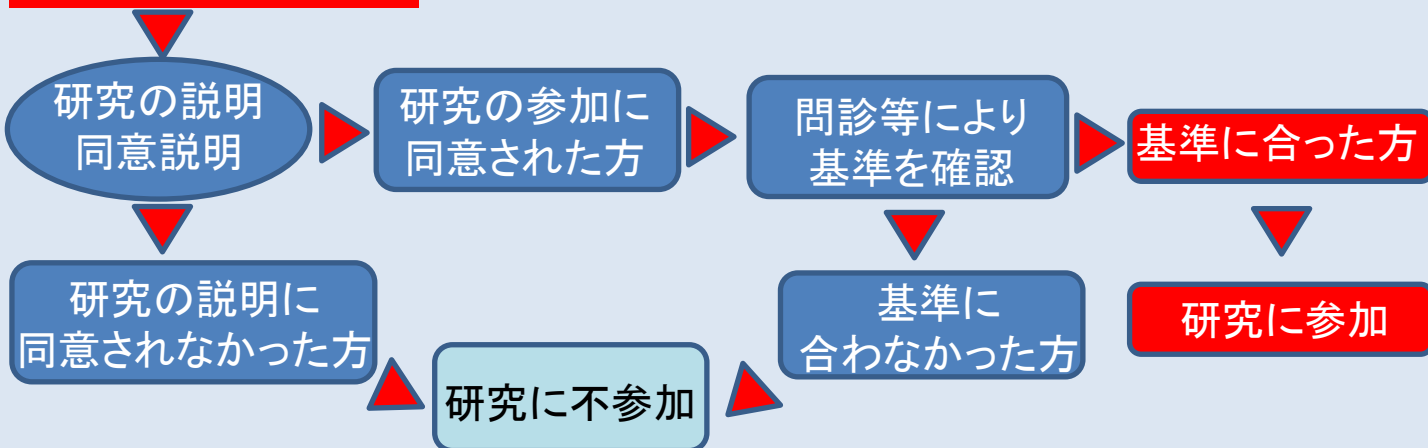 研究の説明
同意説明
研究の参加に
同意された方
問診等により
基準を確認
基準に合った方
研究の説明に
同意されなかった方
基準に
合わなかった方
研究に参加
研究に不参加